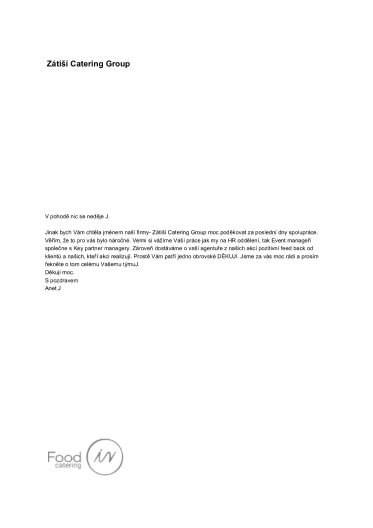 Zátiší Catering Group
V pohodě nic se neděje J.
Jinak bych Vám chtěla jménem naší firmy- Zátiší Catering Group moc poděkovat za poslední dny spolupráce.
Věřím, že to pro vás bylo náročné. Velmi si vážíme Vaší práce jak my na HR oddělení, tak Event manageři
společně s Key partner managery. Zároveň dostáváme o vaší agentuře z našich akcí pozitivní feed back od
klientů a našich, kteří akci realizují. Prostě Vám patří jedno obrovské DĚKUJI. Jsme za vás moc rádi a prosím
řekněte o tom celému Vašemu týmuJ.
Děkuji moc.
S pozdravem
Anet J
Food in
catering